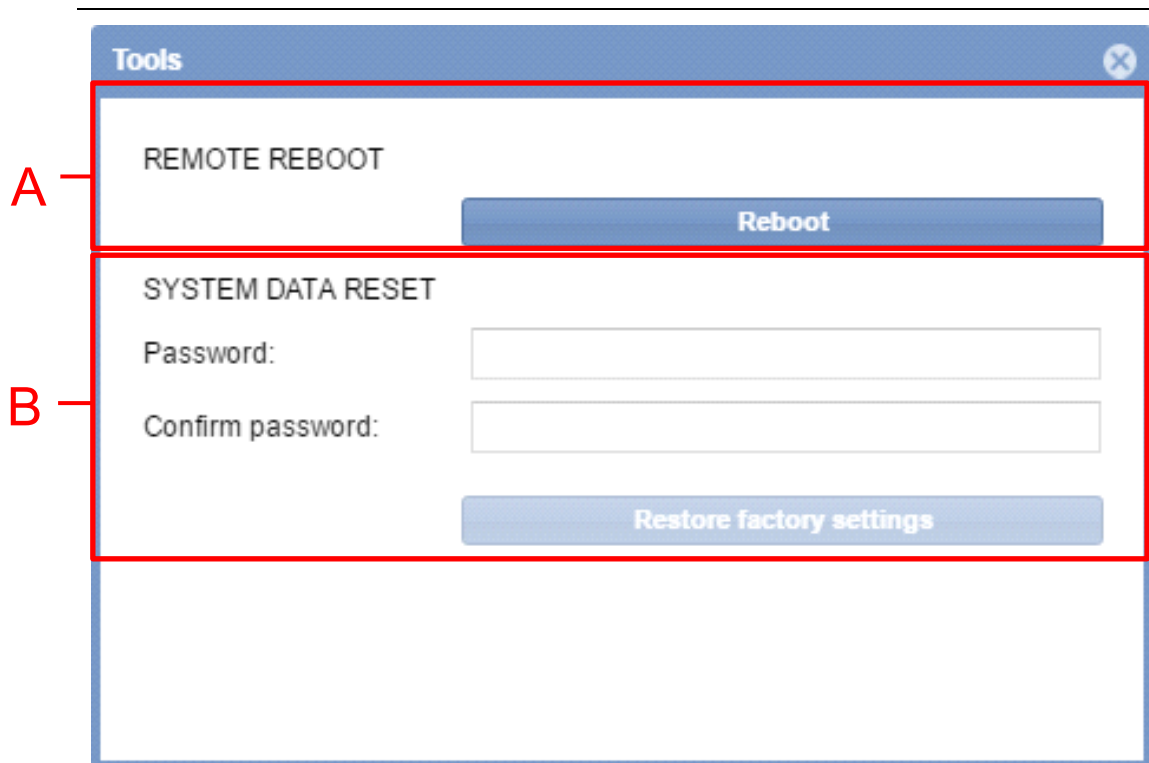 Tools
A
REMOTE REBOOT
Reboot
SYSTEM DATA RESET
Password:
B
Confirm password:
Restore factory settings